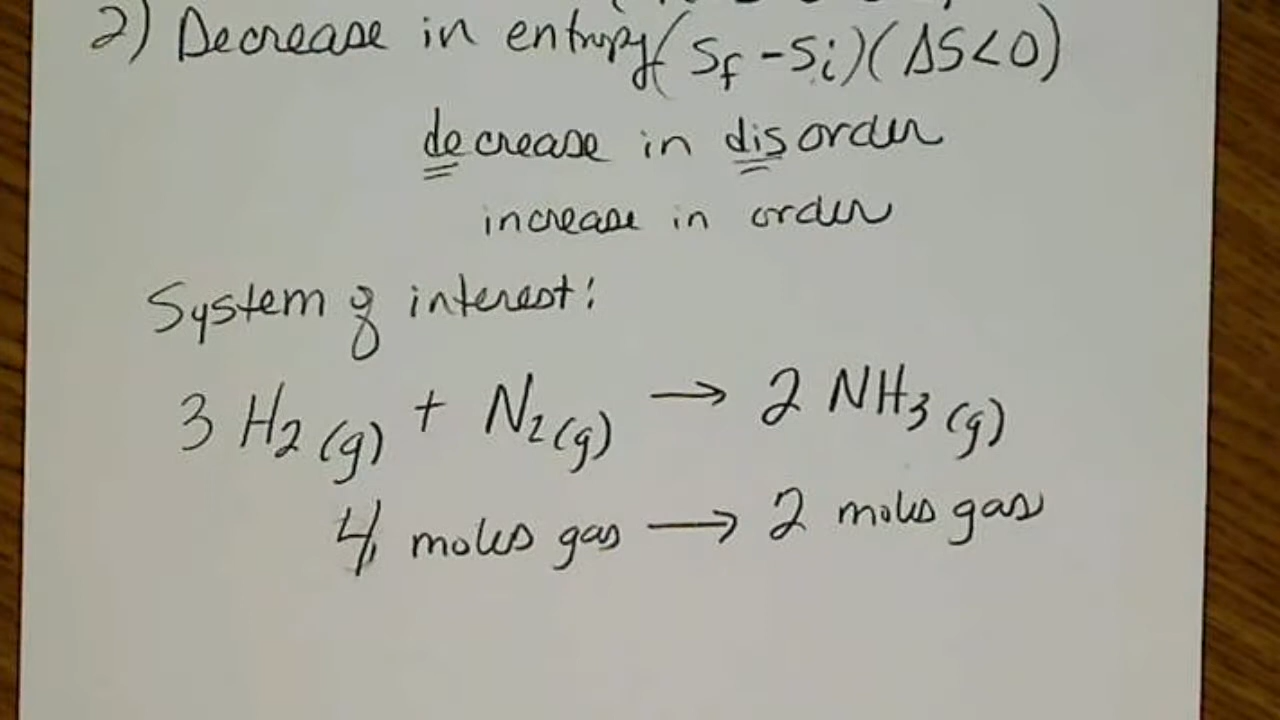 2) Decrease in entropy (Sf - Si) (ΔS<0)
decrease in disorder
increase in order
System of interest:
3 H2 (g) + N2 (g) → 2 NH3 (g)
4 moles gas → 2 moles gas